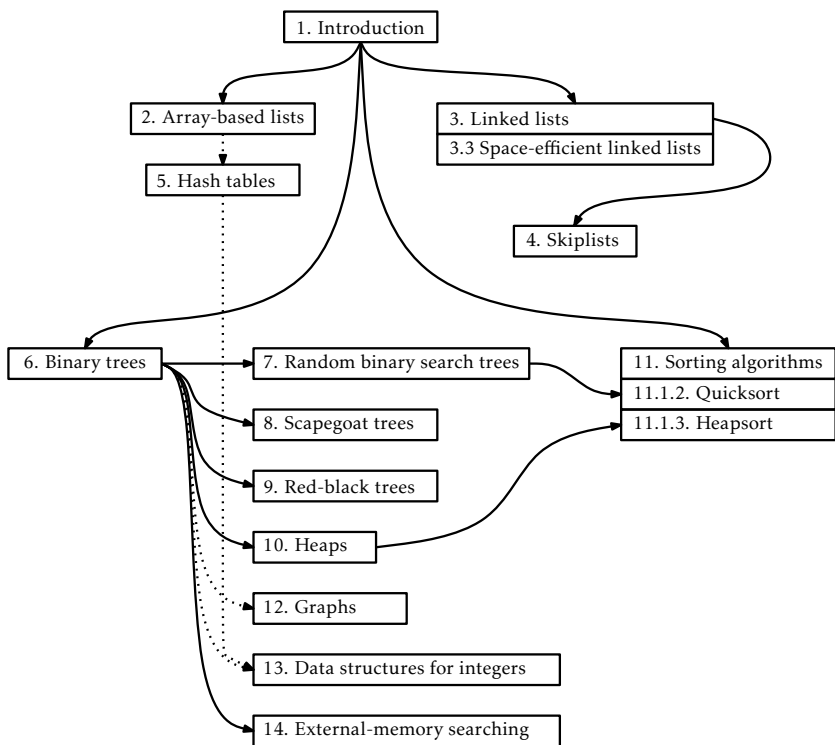 1. Introduction
2. Array-based lists
3. Linked lists
3.3 Space-efficient linked lists
5. Hash tables
4. Skiplists
6. Binary trees
7. Random binary search trees
11. Sorting algorithms
11.1.2. Quicksort
11.1.3. Heapsort
8. Scapegoat trees
9. Red-black trees
10. Heaps
12. Graphs
13. Data structures for integers
14. External-memory searching